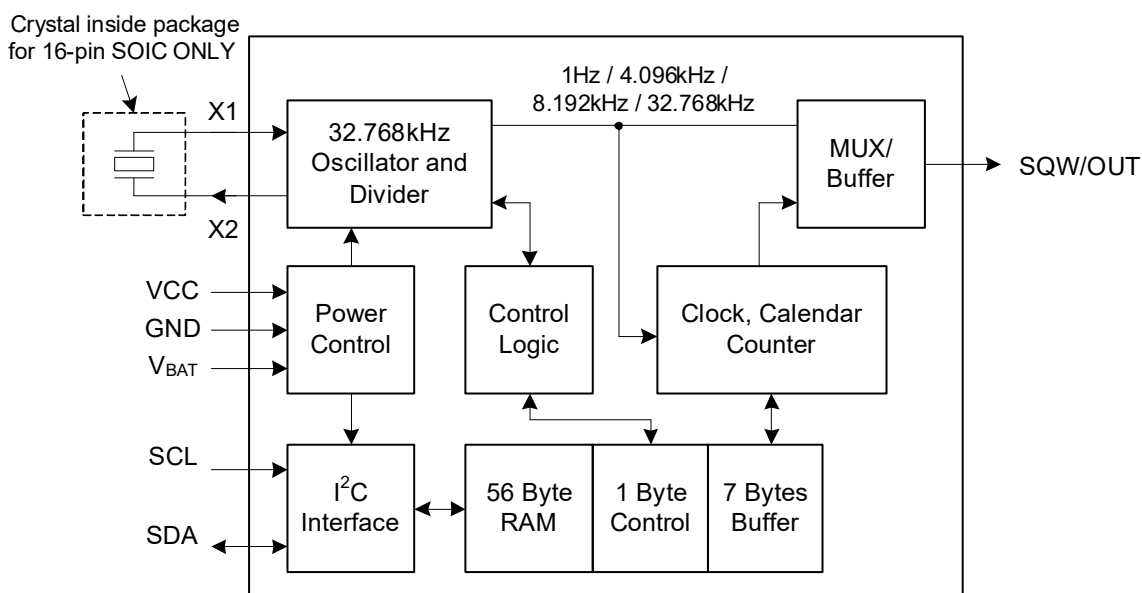 Crystal inside package
for 16-pin SOIC ONLY
1Hz / 4.096kHz /
8.192kHz / 32.768kHz
X1
32.768kHz
Oscillator and
Divider
MUX/
Buffer
SQW/OUT
X2
VCC
GND
VBAT
Power
Control
Control
Logic
Clock, Calendar
Counter
SCL
SDA
I²C
Interface
56 Byte
RAM
1 Byte
Control
7 Bytes
Buffer